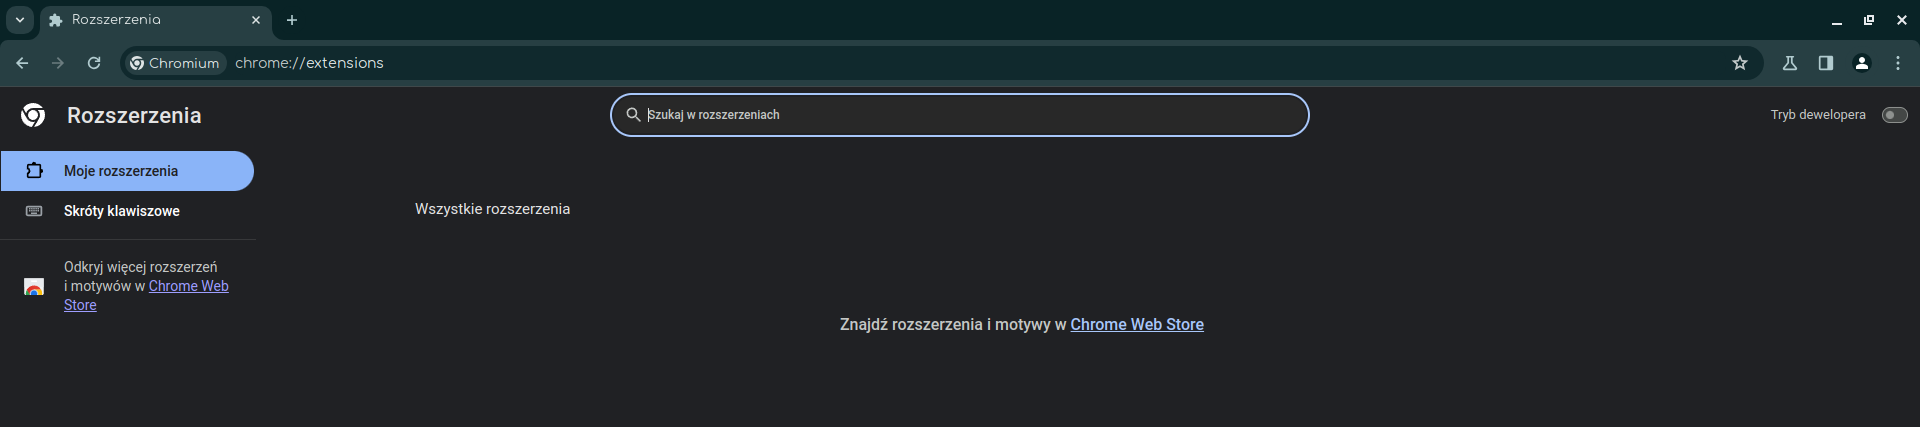 Rozszerzenia
Chromium chrome://extensions
Rozszerzenia
Szukaj w rozszerzeniach
Tryb dewelopera
Moje rozszerzenia
Skróty klawiszowe
Odkryj więcej rozszerzeń
i motywów w Chrome Web
Store
Wszystkie rozszerzenia
Znajdź rozszerzenia i motywy w Chrome Web Store